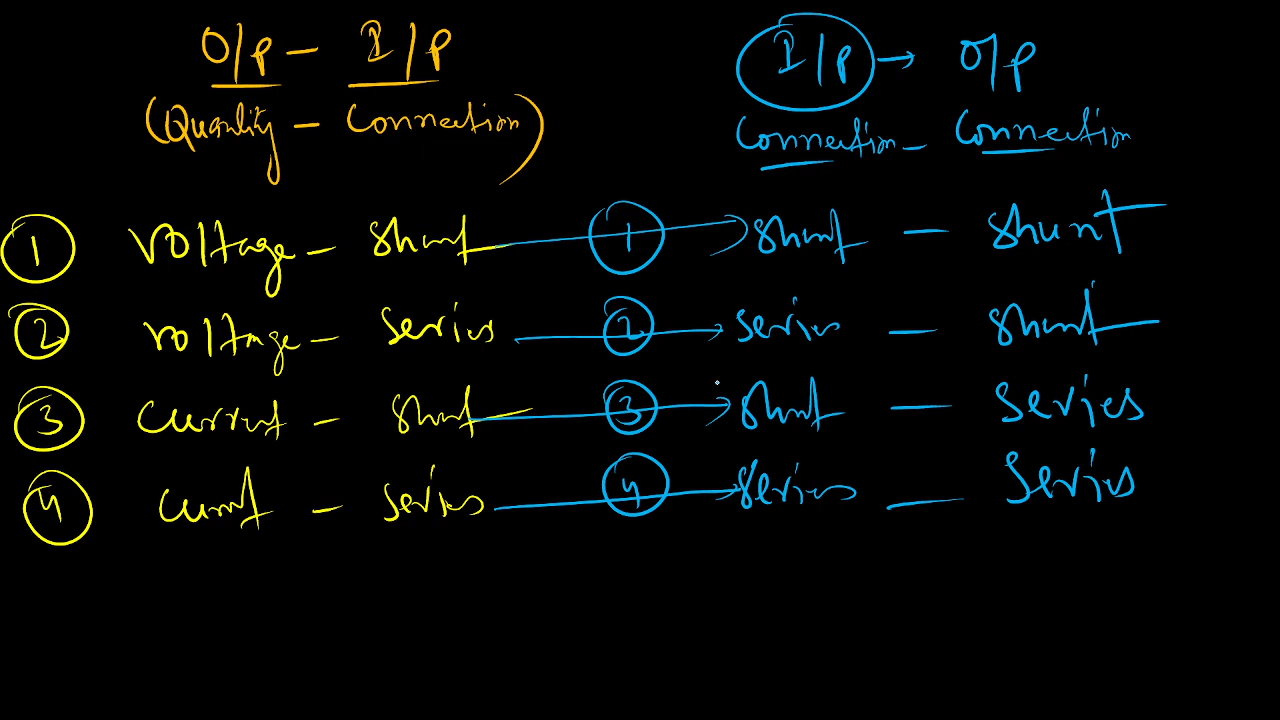 O/p - I/p I/p → O/p
(Quantity - Connection) Connection - Connection
1 Voltage - Shunt 1 → Shunt - Shunt
2 Voltage - Series 2 → Series - Shunt
3 Current - Shunt 3 → Shunt - Series
4 Current - Series 4 → Series - Series